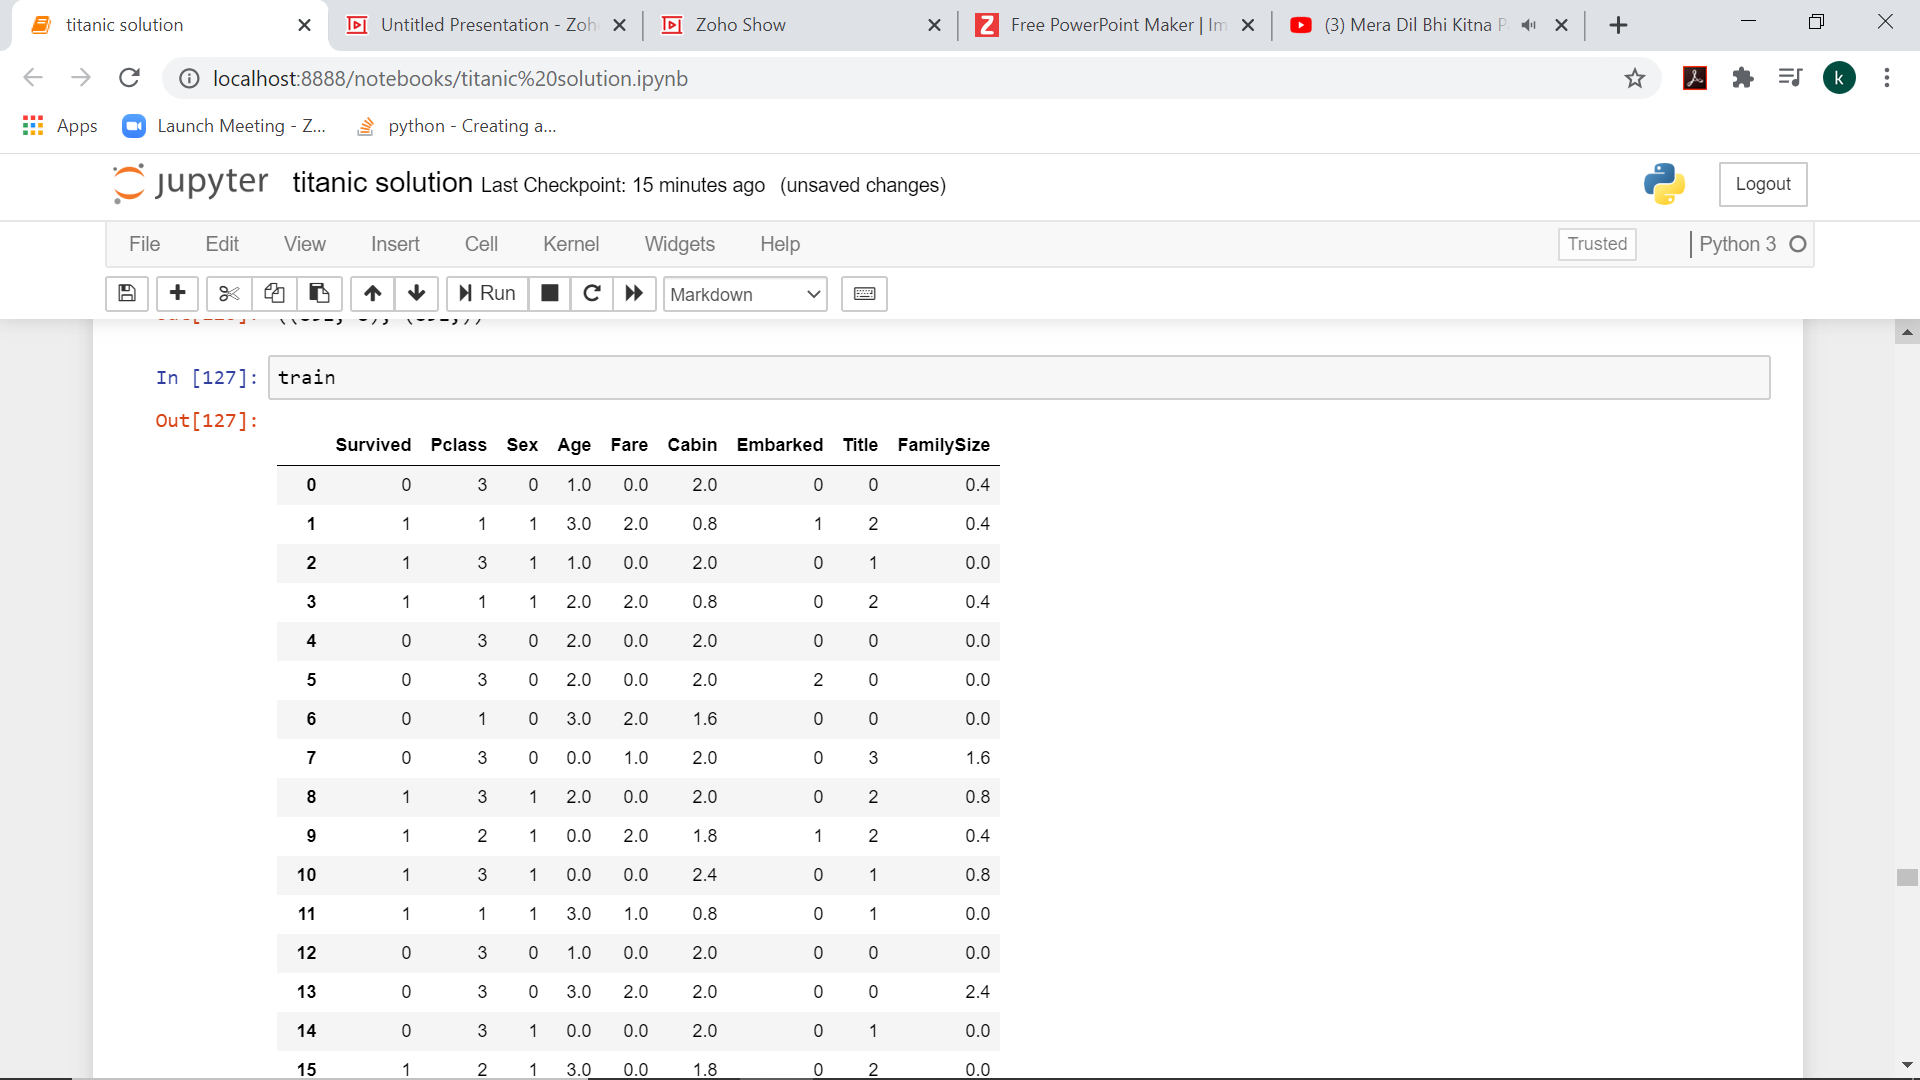 titanic solution
Untitled Presentation - Zoh
Zoho Show
Free PowerPoint Maker | Im
(3) Mera Dil Bhi Kitna P
localhost:8888/notebooks/titanic%20solution.ipynb
k
Apps
Launch Meeting - Z...
python - Creating a...
jupyter titanic solution Last Checkpoint: 15 minutes ago (unsaved changes)
Logout
File Edit View Insert Cell Kernel Widgets Help
Trusted
Python 3
Run
Markdown
In [127]: train
Out[127]:
Survived Pclass Sex Age Fare Cabin Embarked Title FamilySize
0 0 3 0 1.0 0.0 2.0 0 0 0.4
1 1 1 1 3.0 2.0 0.8 1 2 0.4
2 1 3 1 1.0 0.0 2.0 0 1 0.0
3 1 1 1 2.0 2.0 0.8 0 2 0.4
4 0 3 0 2.0 0.0 2.0 0 0 0.0
5 0 3 0 2.0 0.0 2.0 2 0 0.0
6 0 1 0 3.0 2.0 1.6 0 0 0.0
7 0 3 0 0.0 1.0 2.0 0 3 1.6
8 1 3 1 2.0 0.0 2.0 0 2 0.8
9 1 2 1 0.0 2.0 1.8 1 2 0.4
10 1 3 1 0.0 0.0 2.4 0 1 0.8
11 1 1 1 3.0 1.0 0.8 0 1 0.0
12 0 3 0 1.0 0.0 2.0 0 0 0.0
13 0 3 0 3.0 2.0 2.0 0 0 2.4
14 0 3 1 0.0 0.0 2.0 0 1 0.0
15 1 2 1 3.0 0.0 1.8 0 2 0.0